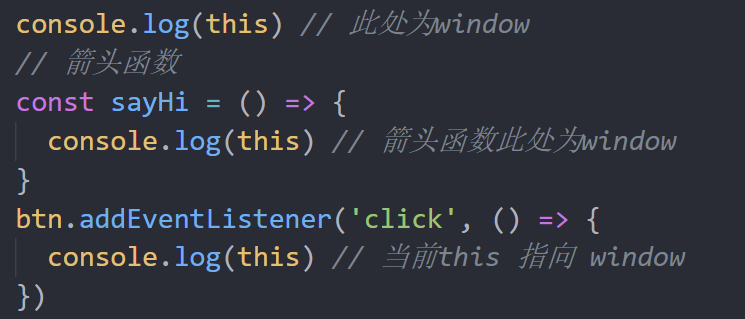 console.log(this) // 此处为window
// 箭头函数
const sayHi = () => {
  console.log(this) // 箭头函数此处为window
}
btn.addEventListener('click', () => {
  console.log(this) // 当前this 指向 window
})